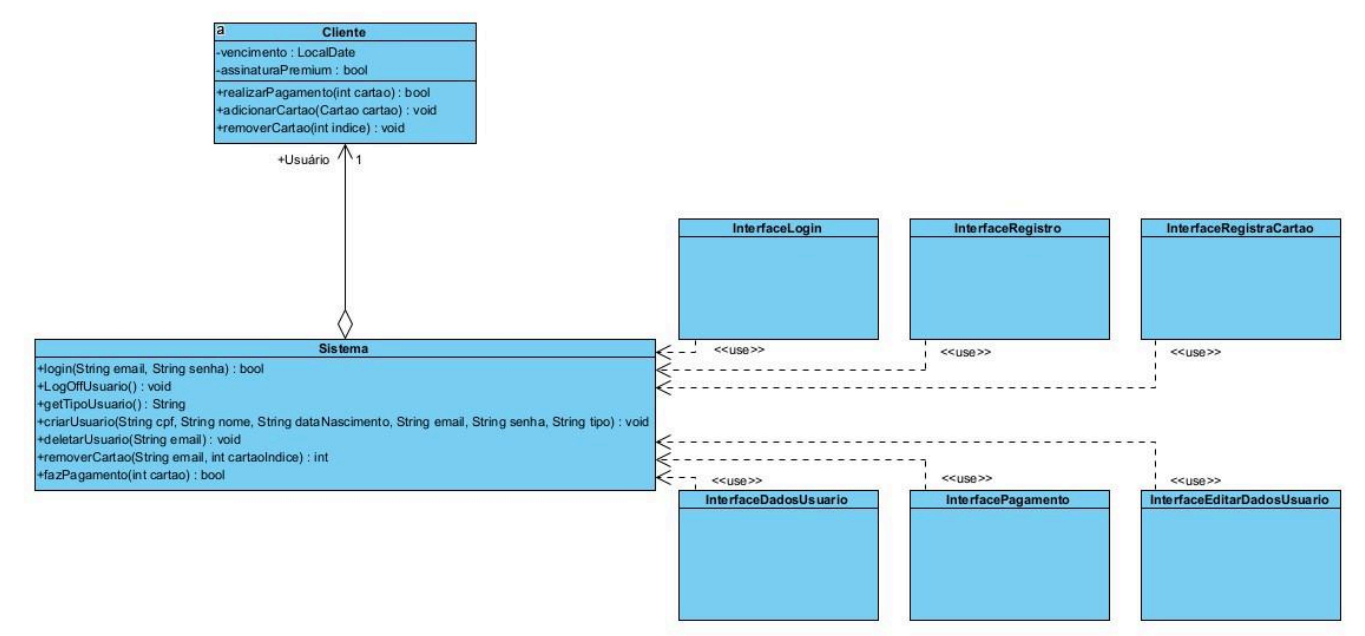 a
Cliente
-vencimento : LocalDate
-assinaturaPremium : bool
+realizarPagamento(int cartao) : bool
+adicionarCartao(Cartao cartao) : void
+removerCartao(int indice) : void
+Usuário 1
InterfaceLogin
InterfaceRegistro
InterfaceRegistraCartao
<<use>>
<<use>>
<<use>>
Sistema
+login(String email, String senha) : bool
+LogOffUsuario() : void
+getTipoUsuario() : String
+criarUsuario(String cpf, String nome, String dataNascimento, String email, String senha, String tipo) : void
+deletarUsuario(String email) : void
+removerCartao(String email, int cartaoIndice) : int
+fazPagamento(int cartao) : bool
<<use>>
<<use>>
<<use>>
InterfaceDadosUsuario
InterfacePagamento
InterfaceEditarDadosUsuario